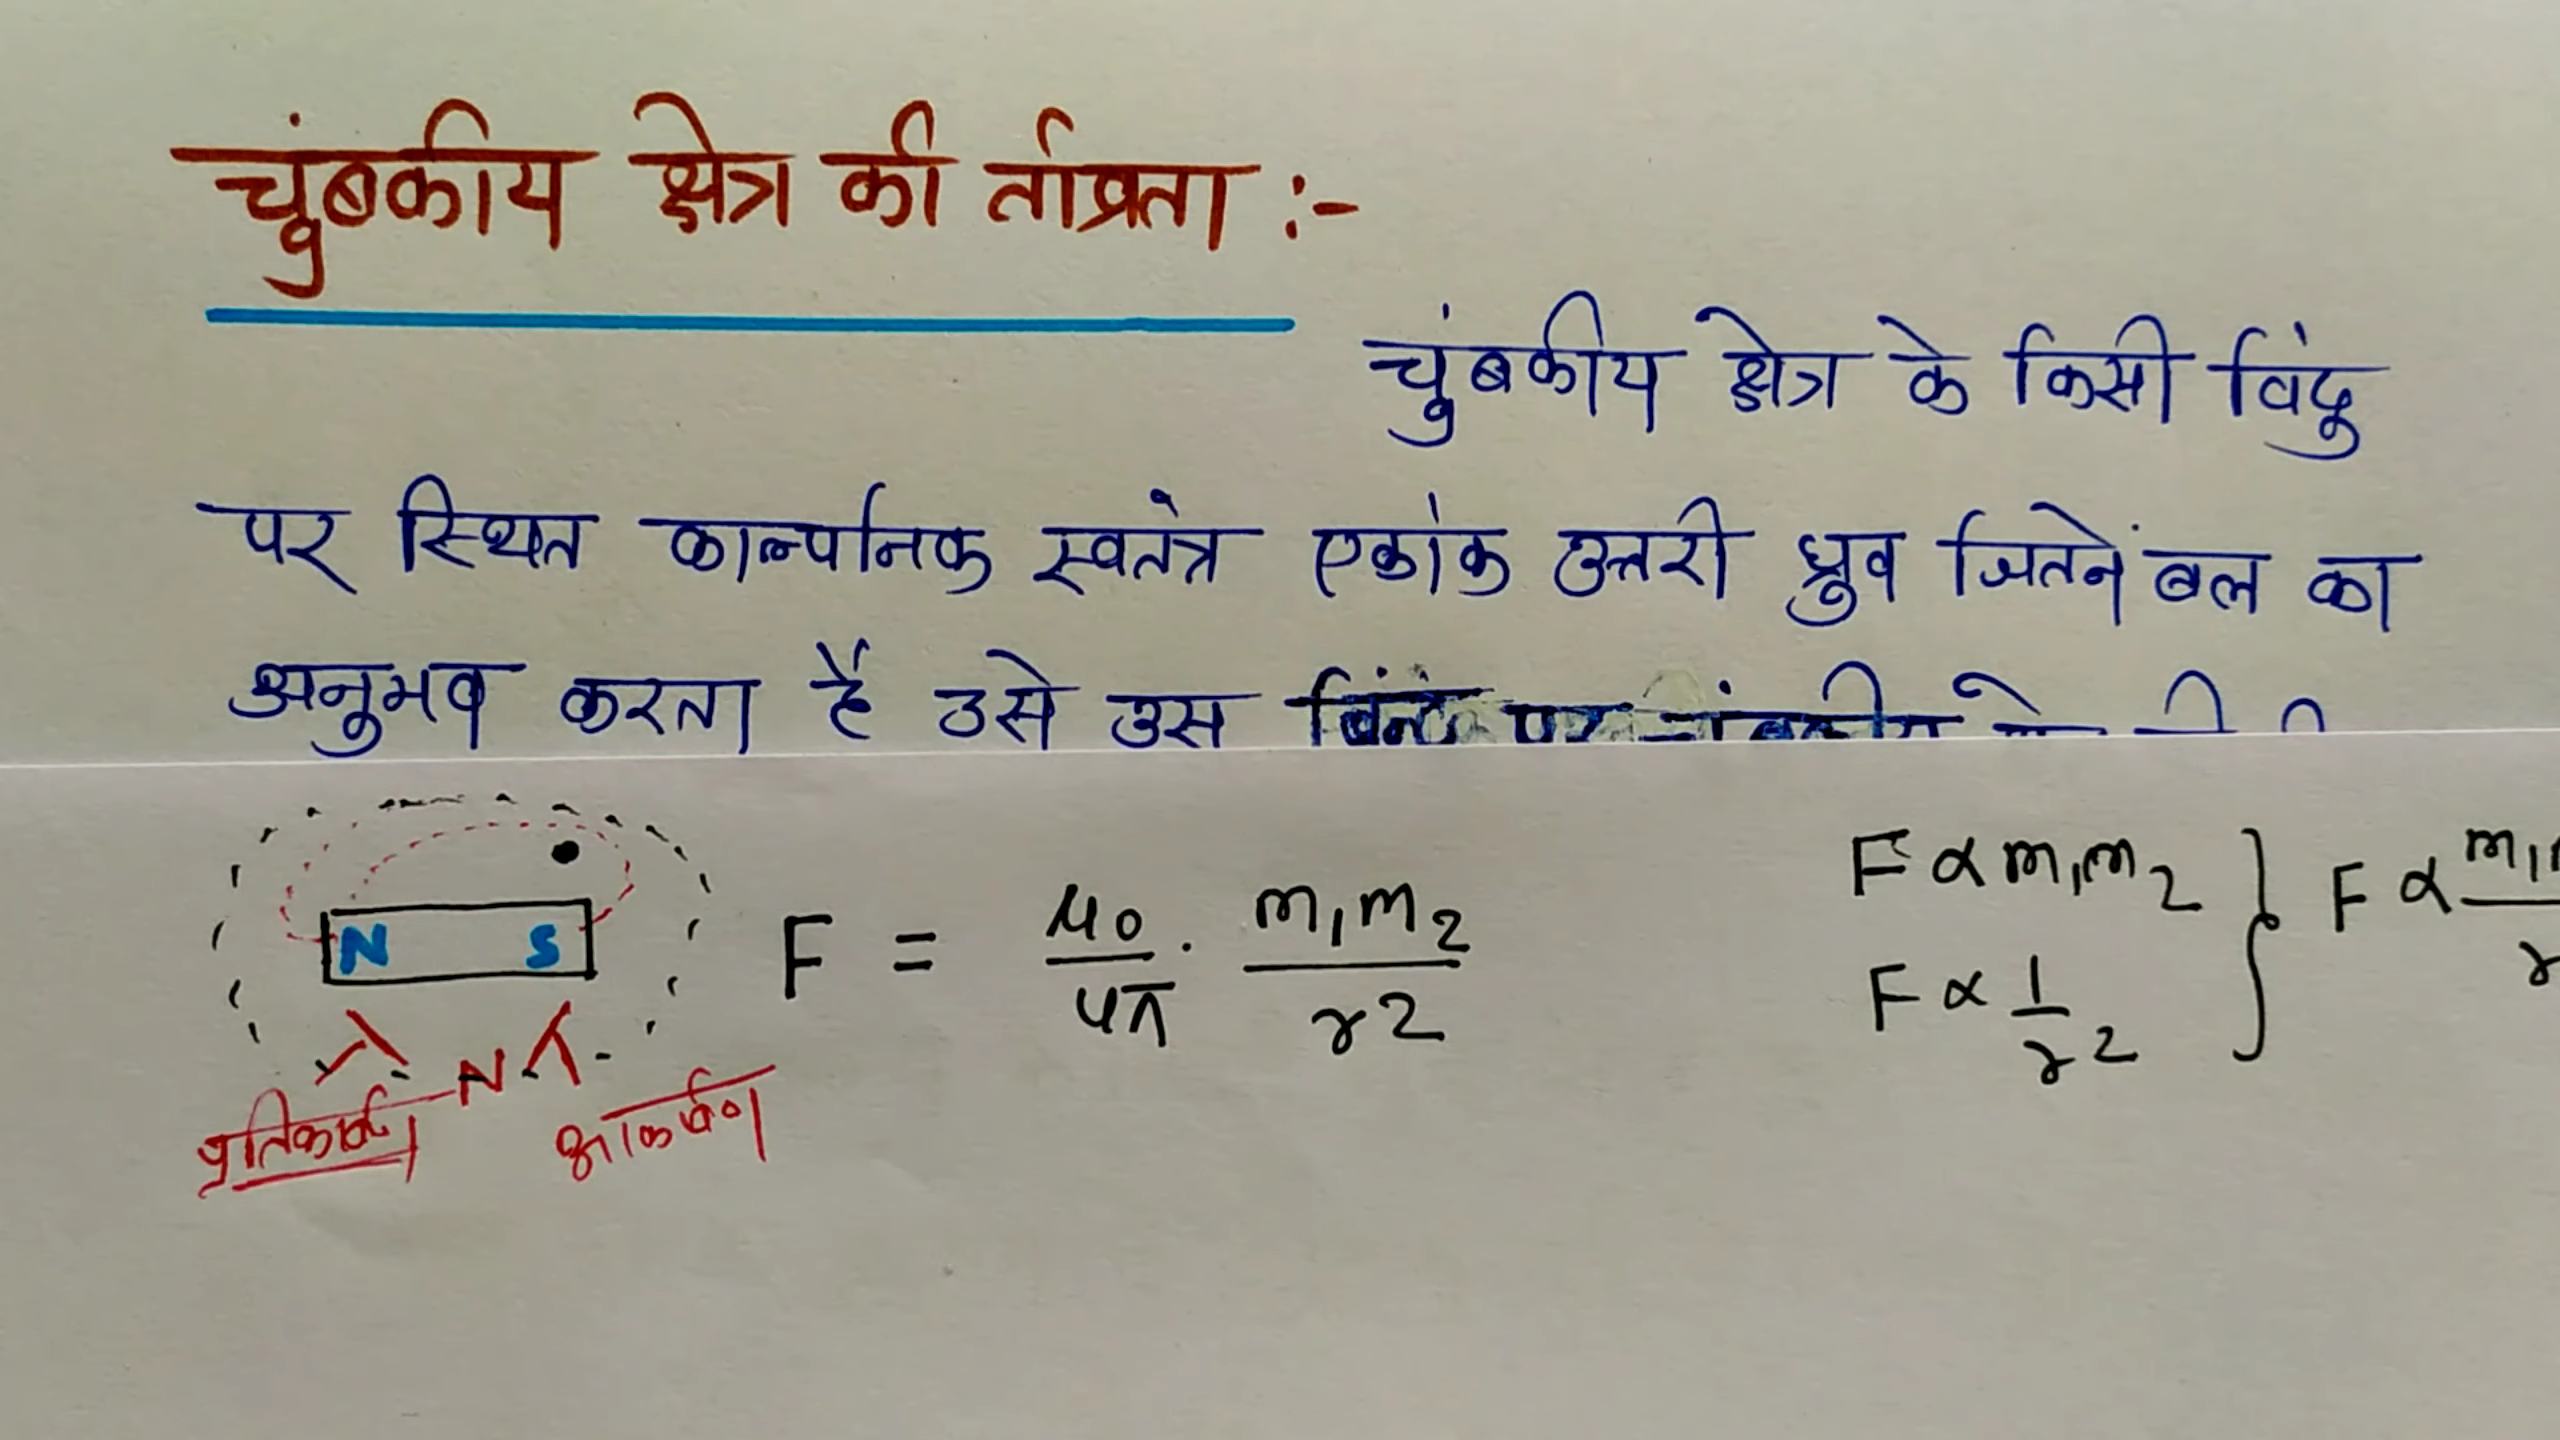 चुंबकीय क्षेत्र की तीव्रता :-
चुंबकीय क्षेत्र के किसी विंदु
पर स्थित काल्पनिक स्वतंत्र एकांक उत्तरी ध्रुव जितनें बल का
अनुभव करता है उसे उस
N S
F = μ0/4π . m1m2/r2
F ∝ m1m2
F ∝ 1/r2
F ∝
N
प्रतिकर्षण
आकर्षण